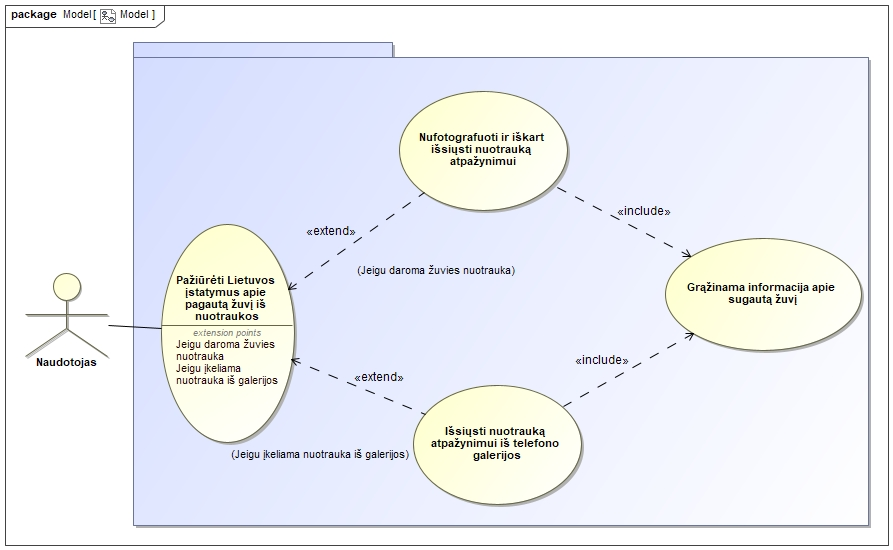 package Model[ Model ]
Nufotografuoti ir iškart
išsiųsti nuotrauką
atpažynimui
«extend»
«include»
(Jeigu daroma žuvies nuotrauka)
Pažiūrėti Lietuvos
įstatymus apie
pagautą žuvį iš
nuotraukos
extension points
Jeigu daroma žuvies
nuotrauka
Jeigu įkeliama
nuotrauka iš galerijos
Grąžinama informacija apie
sugautą žuvį
Naudotojas
«extend»
«include»
(Jeigu įkeliama nuotrauka iš galerijos)
Išsiųsti nuotrauką
atpažynimui iš telefono
galerijos